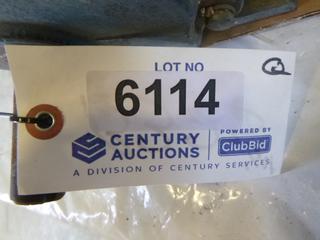 LOT NO
Q
6114
CENTURY
AUCTIONS
POWERED BY
ClubBid
A DIVISION OF CENTURY SERVICES